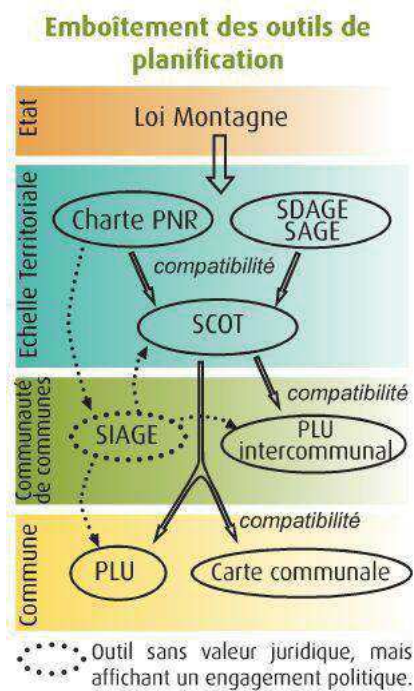 Emboîtement des outils de
planification
Etat
Loi Montagne
Echelle Territoriale
Charte PNR
SDAGE
SAGE
compatibilité
SCOT
Communauté
de communes
compatibilité
SIAGE
PLU
intercommunal
Commune
compatibilité
PLU
Carte communale
Outil sans valeur juridique, mais
affichant un engagement politique.